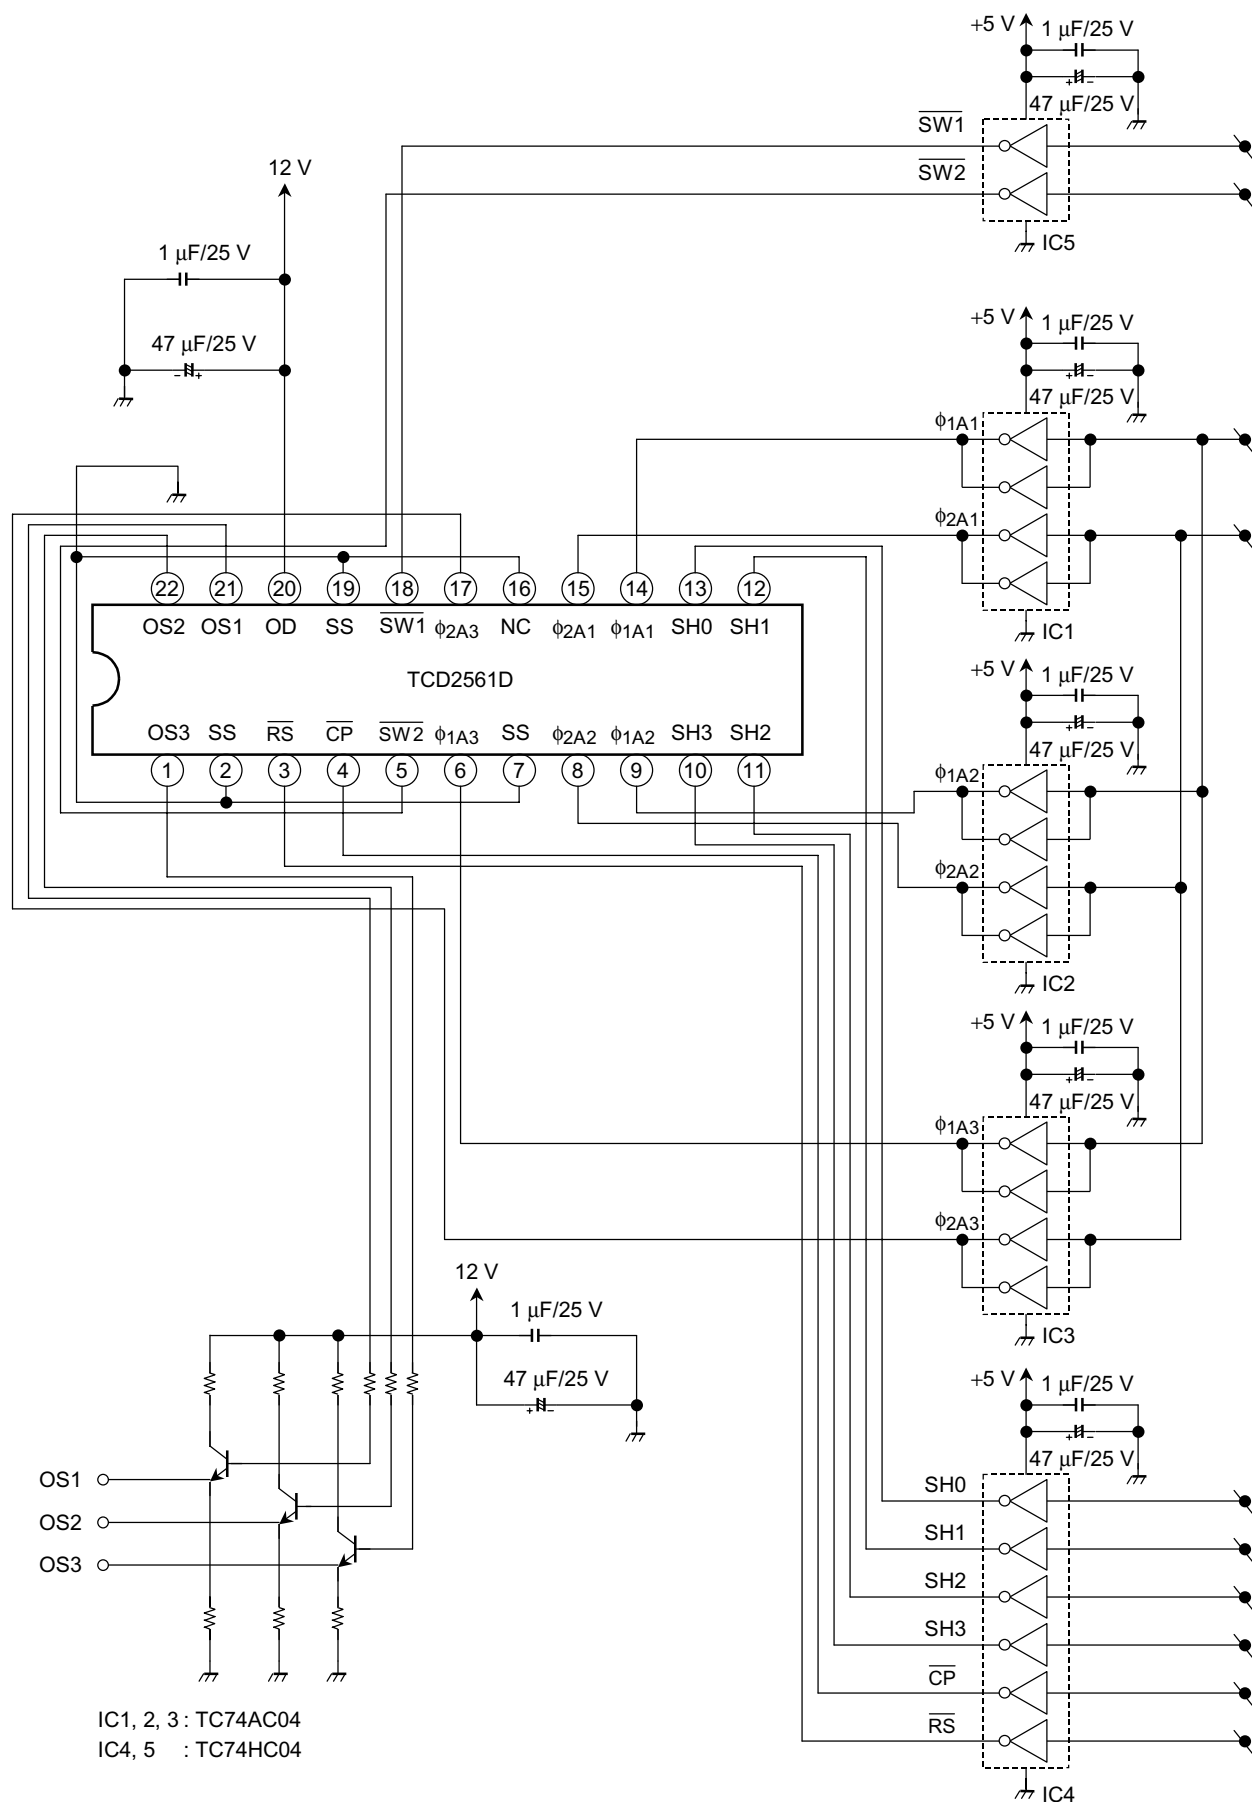 +5 V
1 μF/25 V
47 μF/25 V
SW1
SW2
IC5
12 V
1 μF/25 V
47 μF/25 V
+5 V
1 μF/25 V
47 μF/25 V
ϕ1A1
ϕ2A1
IC1
22 21 20 19 18 17 16 15 14 13 12
OS2 OS1 OD SS SW1 ϕ2A3 NC ϕ2A1 ϕ1A1 SH0 SH1
TCD2561D
OS3 SS RS CP SW2 ϕ1A3 SS ϕ2A2 ϕ1A2 SH3 SH2
1 2 3 4 5 6 7 8 9 10 11
+5 V
1 μF/25 V
47 μF/25 V
ϕ1A2
ϕ2A2
IC2
+5 V
1 μF/25 V
47 μF/25 V
ϕ1A3
ϕ2A3
IC3
12 V
1 μF/25 V
47 μF/25 V
OS1
OS2
OS3
+5 V
1 μF/25 V
47 μF/25 V
SH0
SH1
SH2
SH3
CP
RS
IC4
IC1, 2, 3 : TC74AC04
IC4, 5 : TC74HC04